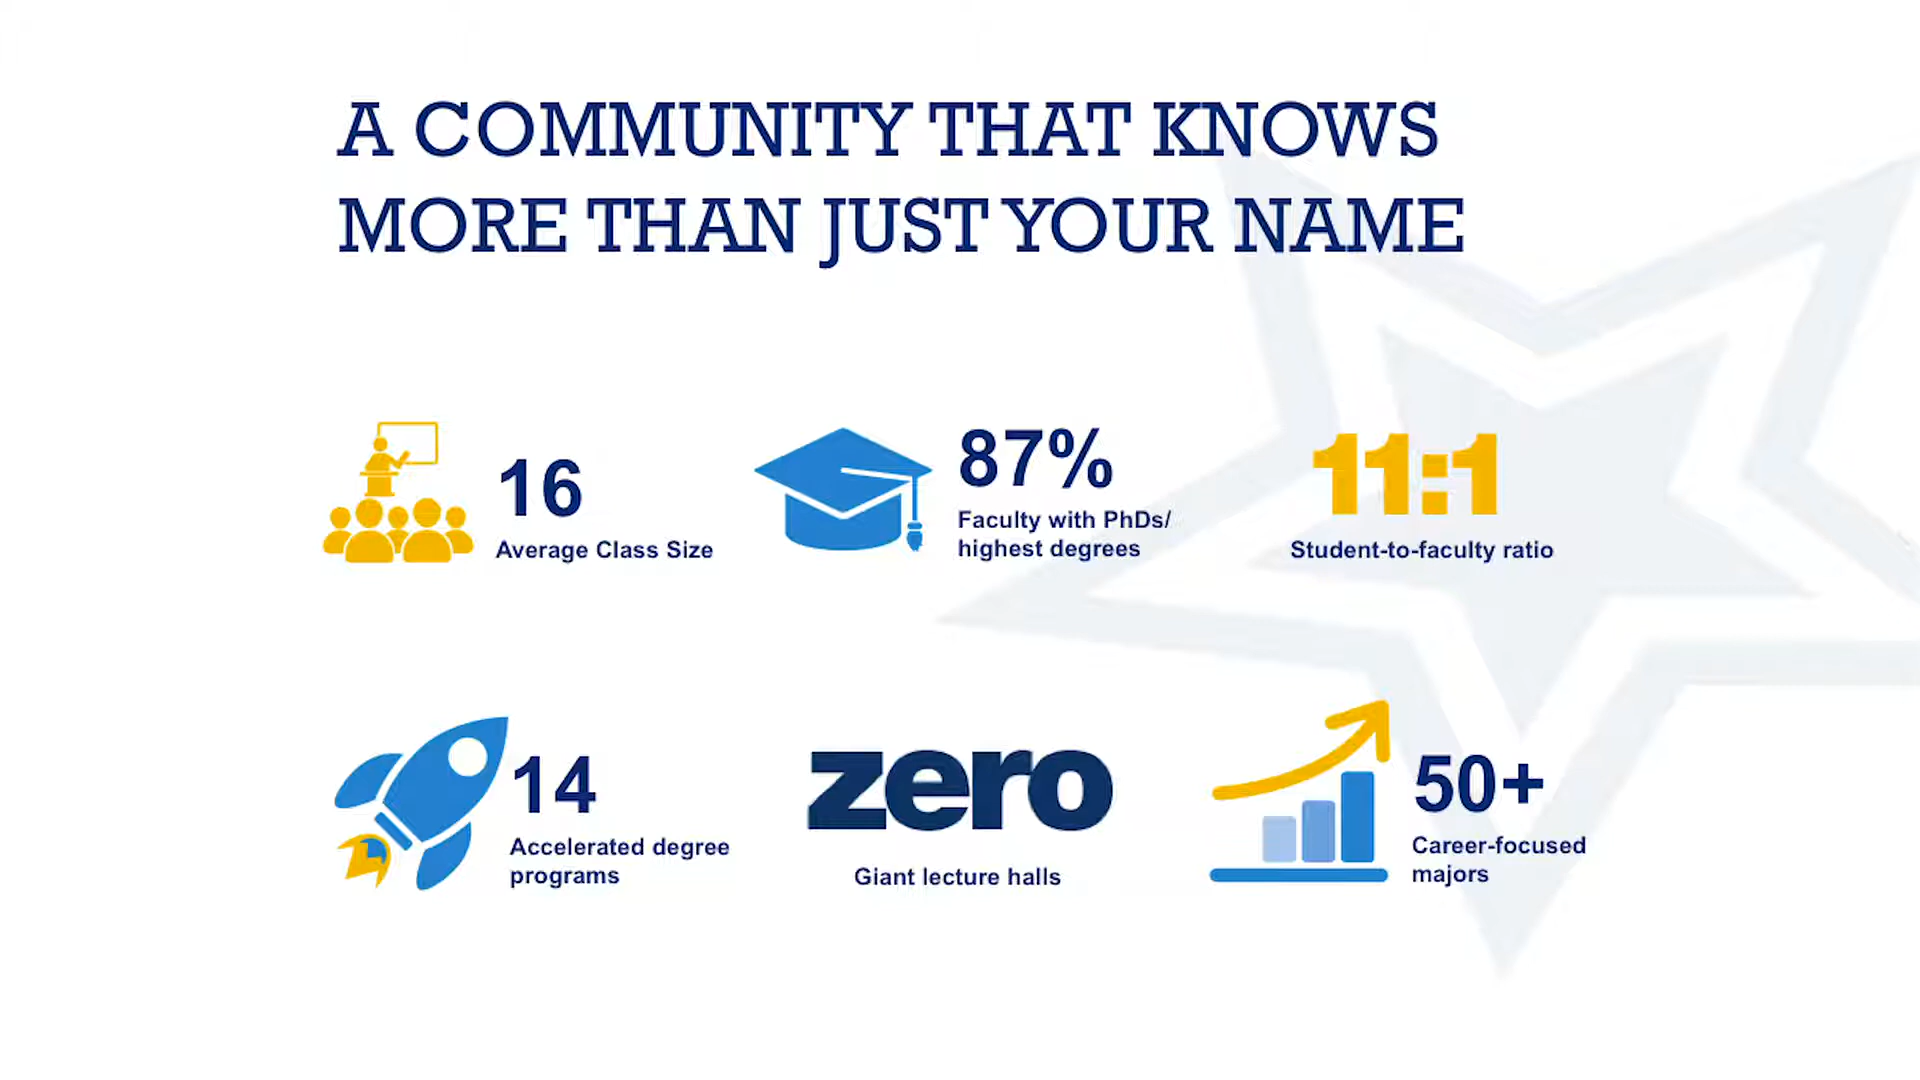 A COMMUNITY THAT KNOWS
MORE THAN JUST YOUR NAME
16
Average Class Size
87%
Faculty with PhDs/
highest degrees
11:1
Student-to-faculty ratio
14
Accelerated degree
programs
zero
Giant lecture halls
50+
Career-focused
majors